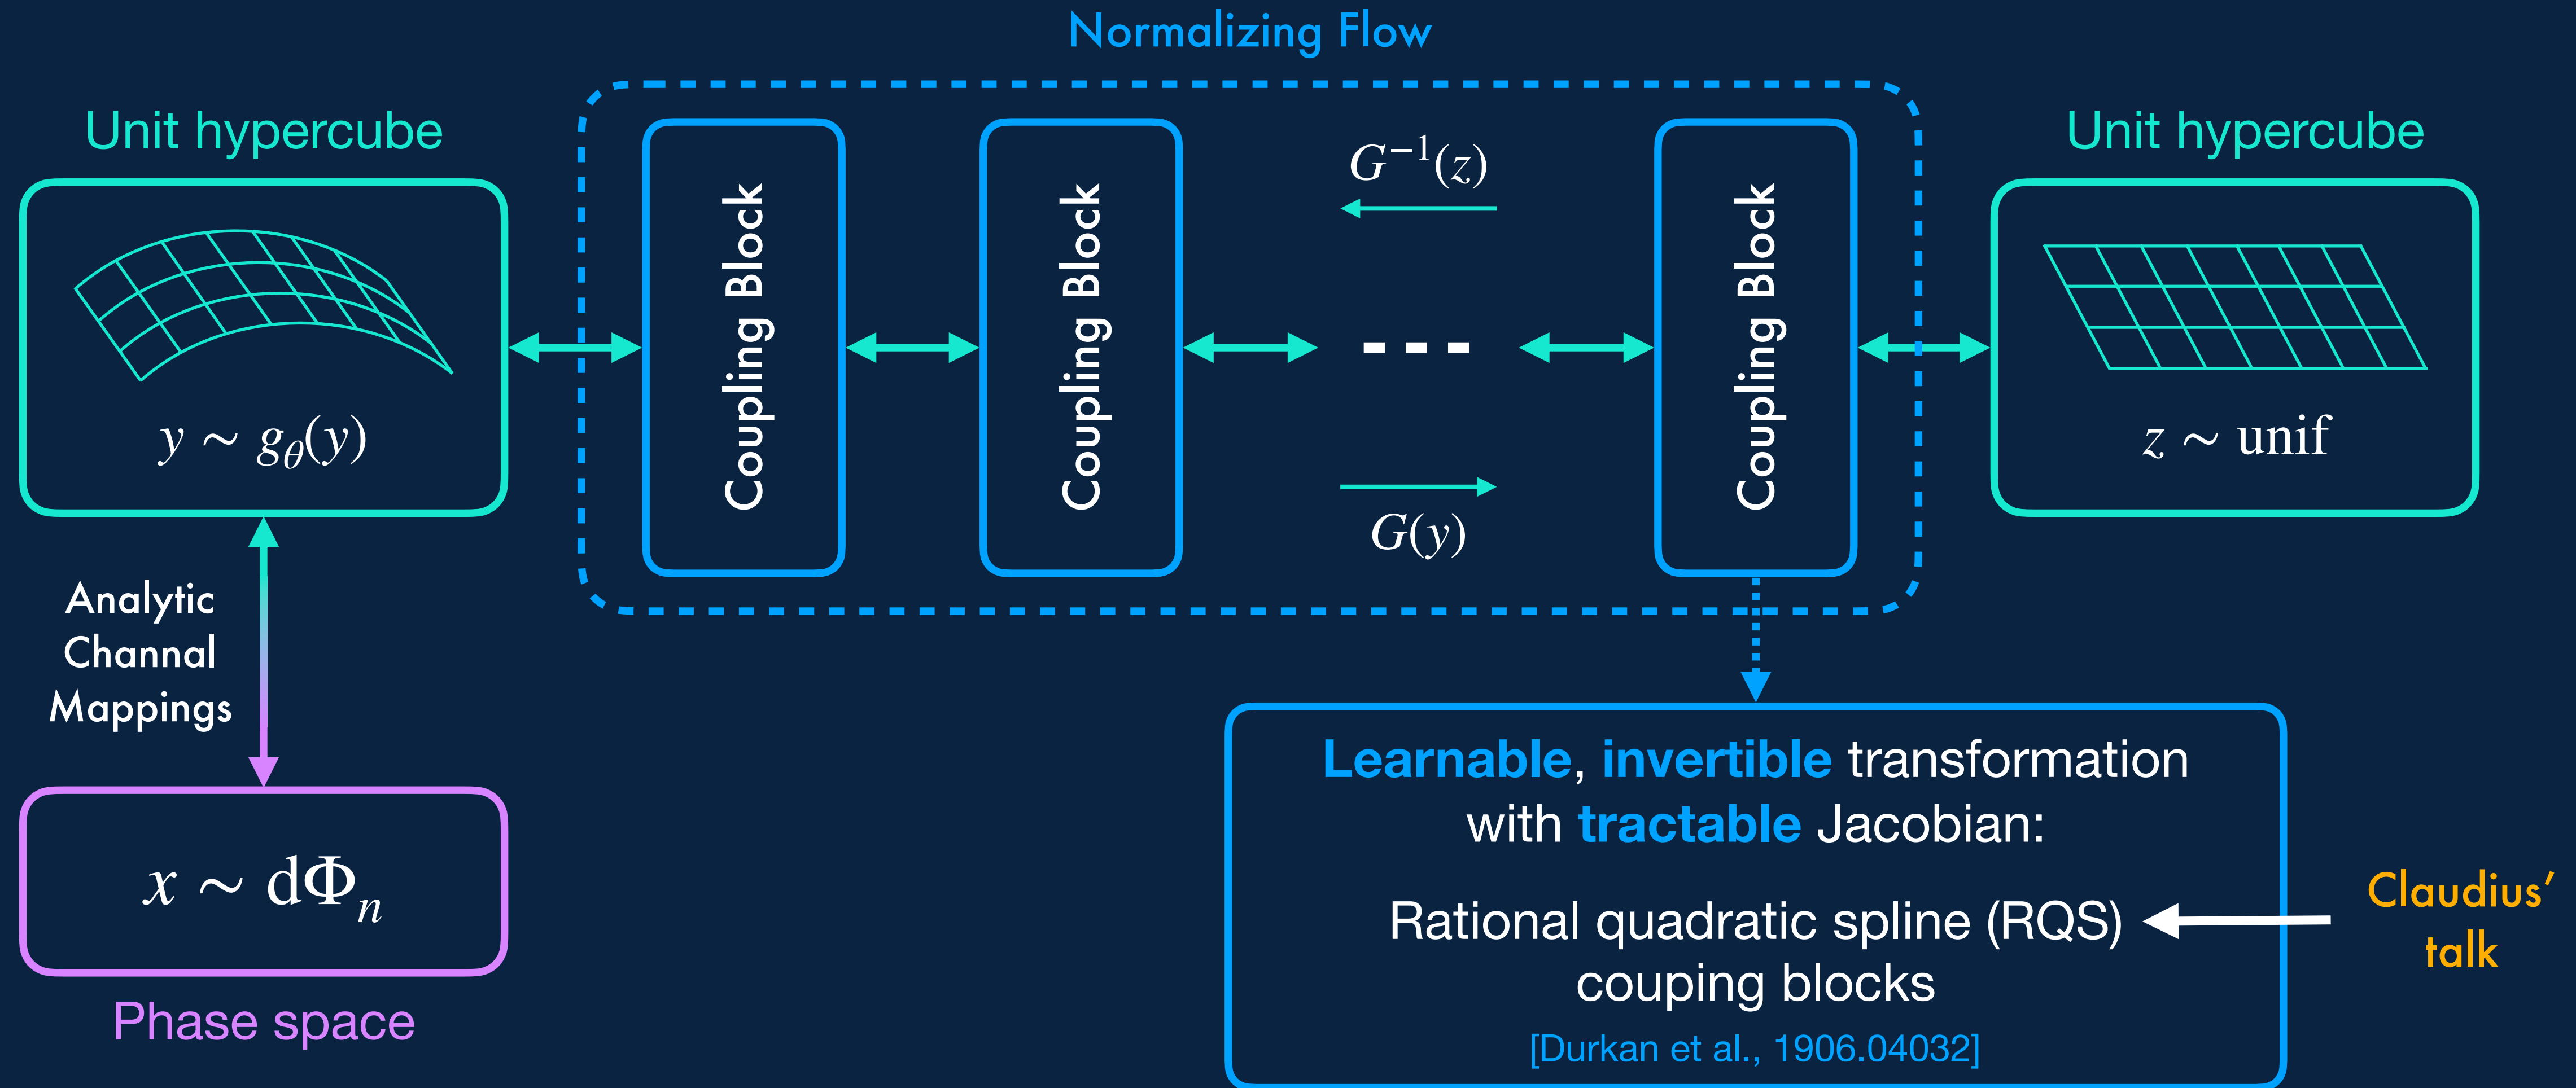 Normalizing Flow
Unit hypercube
y ∼ g_θ(y)
Coupling Block
Coupling Block
G⁻¹(z)
G(y)
Coupling Block
Unit hypercube
z ∼ unif
Analytic
Channal
Mappings
x ∼ dΦ_n
Phase space
Learnable, invertible transformation
with tractable Jacobian:
Rational quadratic spline (RQS)
couping blocks
[Durkan et al., 1906.04032]
Claudius’
talk